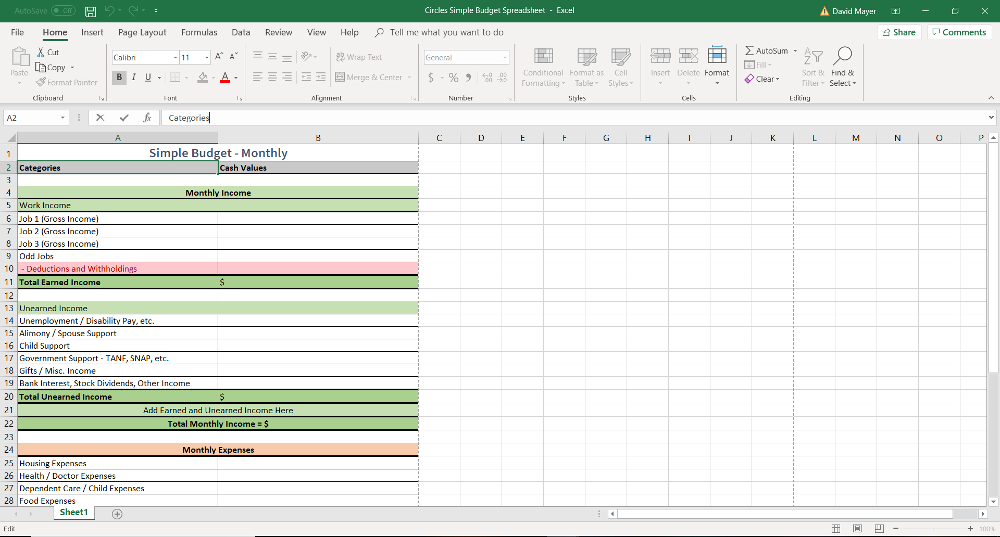 AutoSave Off
Circles Simple Budget Spreadsheet - Excel
David Mayer
File Home Insert Page Layout Formulas Data Review View Help Tell me what you want to do
Share Comments
Paste
Cut
Copy
Format Painter
Clipboard
Calibri 11 A A
B I U A
Font
ab Wrap Text
Merge & Center
Alignment
General
$ % 9 .00 .00
Number
Conditional Formatting
Format as Table
Cell Styles
Styles
Insert Delete Format
Cells
AutoSum
Fill
Clear
Sort & Filter
Find & Select
Editing
A2 fx Categories
A B C D E F G H I J K L M N O P
1 Simple Budget - Monthly
2 Categories Cash Values
3
4 Monthly Income
5 Work Income
6 Job 1 (Gross Income)
7 Job 2 (Gross Income)
8 Job 3 (Gross Income)
9 Odd Jobs
10 - Deductions and Withholdings
11 Total Earned Income $
12
13 Unearned Income
14 Unemployment / Disability Pay, etc.
15 Alimony / Spouse Support
16 Child Support
17 Government Support - TANF, SNAP, etc.
18 Gifts / Misc. Income
19 Bank Interest, Stock Dividends, Other Income
20 Total Unearned Income $
21 Add Earned and Unearned Income Here
22 Total Monthly Income = $
23
24 Monthly Expenses
25 Housing Expenses
26 Health / Doctor Expenses
27 Dependent Care / Child Expenses
28 Food Expenses
Sheet1
Edit
100%